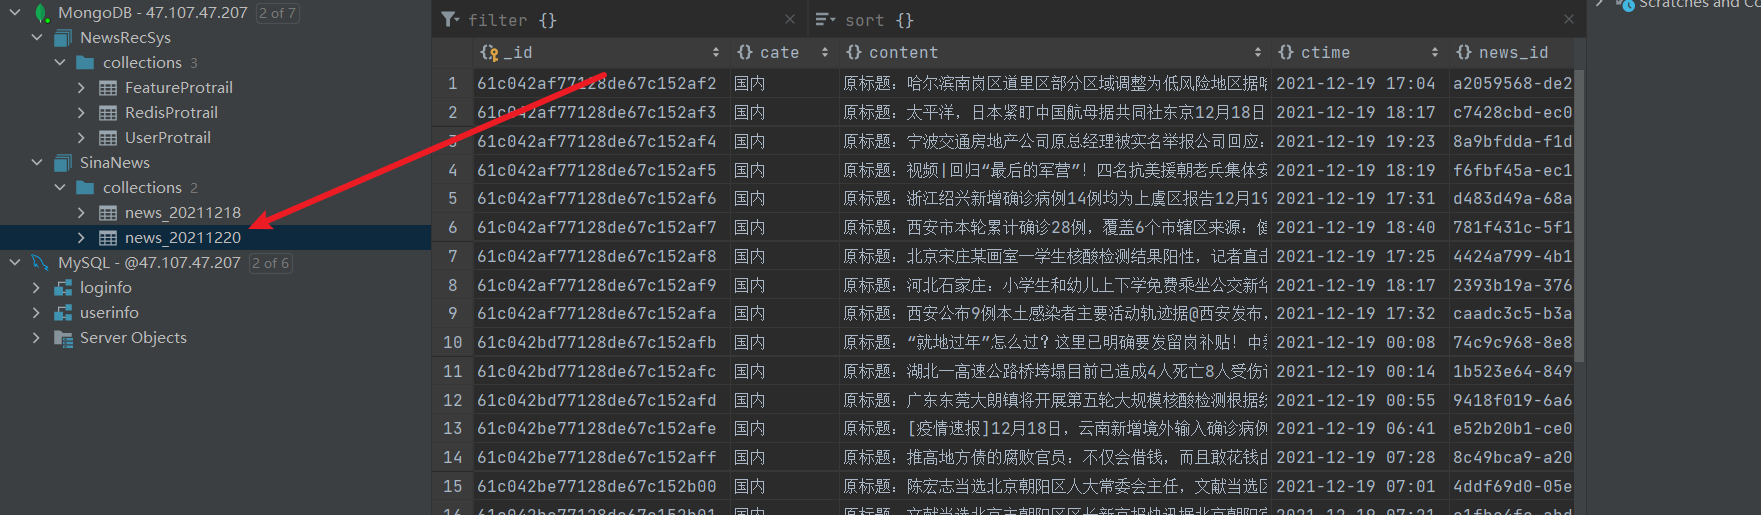 MongoDB - 47.107.47.207 2 of 7
NewsRecSys
collections 3
FeatureProtrail
RedisProtrail
UserProtrail
SinaNews
collections 2
news_20211218
news_20211220
MySQL - @47.107.47.207 2 of 6
loginfo
userinfo
Server Objects
filter {} sort {}
_id cate content ctime news_id
1 61c042af77128de67c152af2 国内 原标题：哈尔滨南岗区道里区部分区域调整为低风险地区据哈 2021-12-19 17:04 a2059568-de2
2 61c042af77128de67c152af3 国内 原标题：太平洋，日本紧盯中国航母据共同社东京12月18日 2021-12-19 18:17 c7428cbd-ec0
3 61c042af77128de67c152af4 国内 原标题：宁波交通房地产公司原总经理被实名举报公司回应： 2021-12-19 19:23 8a9bfdda-f1d
4 61c042af77128de67c152af5 国内 原标题：视频|回归“最后的军营”！四名抗美援朝老兵集体安 2021-12-19 18:19 f6fbf45a-ec1
5 61c042af77128de67c152af6 国内 原标题：浙江绍兴新增确诊病例14例均为上虞区报告12月19 2021-12-19 17:31 d483d49a-68a
6 61c042af77128de67c152af7 国内 原标题：西安市本轮累计确诊28例，覆盖6个市辖区来源：健 2021-12-19 18:40 781f431c-5f1
7 61c042af77128de67c152af8 国内 原标题：北京宋庄某画室一学生核酸检测结果阳性，记者直击 2021-12-19 17:25 4424a799-4b1
8 61c042af77128de67c152af9 国内 原标题：河北石家庄：小学生和幼儿上下学免费乘坐公交新华 2021-12-19 18:17 2393b19a-376
9 61c042af77128de67c152afa 国内 原标题：西安公布9例本土感染者主要活动轨迹据@西安发布， 2021-12-19 17:32 caadc3c5-b3a
10 61c042bd77128de67c152afb 国内 原标题：“就地过年”怎么过？这里已明确要发留岗补贴！中新 2021-12-19 00:08 74c9c968-8e8
11 61c042bd77128de67c152afc 国内 原标题：湖北一高速公路桥垮塌目前已造成4人死亡8人受伤记 2021-12-19 00:14 1b523e64-849
12 61c042bd77128de67c152afd 国内 原标题：广东东莞大朗镇将开展第五轮大规模核酸检测根据经 2021-12-19 00:55 9418f019-6a6
13 61c042be77128de67c152afe 国内 原标题：[疫情速报]12月18日，云南新增境外输入确诊病例 2021-12-19 06:41 e52b20b1-ce0
14 61c042be77128de67c152aff 国内 原标题：推高地方债的腐败官员：不仅会借钱，而且敢花钱由 2021-12-19 07:28 8c49bca9-a20
15 61c042be77128de67c152b00 国内 原标题：陈宏志当选北京朝阳区人大常委会主任，文献当选区 2021-12-19 07:01 4ddf69d0-05e